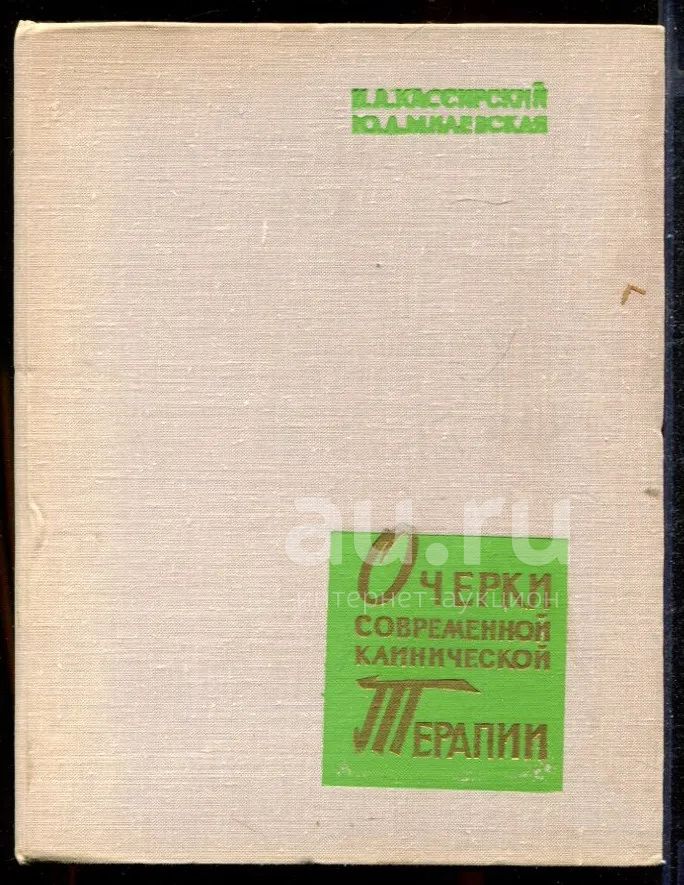 И.А.КАССИРСКИЙ
Ю.Л.МИЛЕВСКАЯ
au.ru
интернет-аукцион
ОЧЕРКИ
СОВРЕМЕННОЙ
КЛИНИЧЕСКОЙ
ТЕРАПИИ